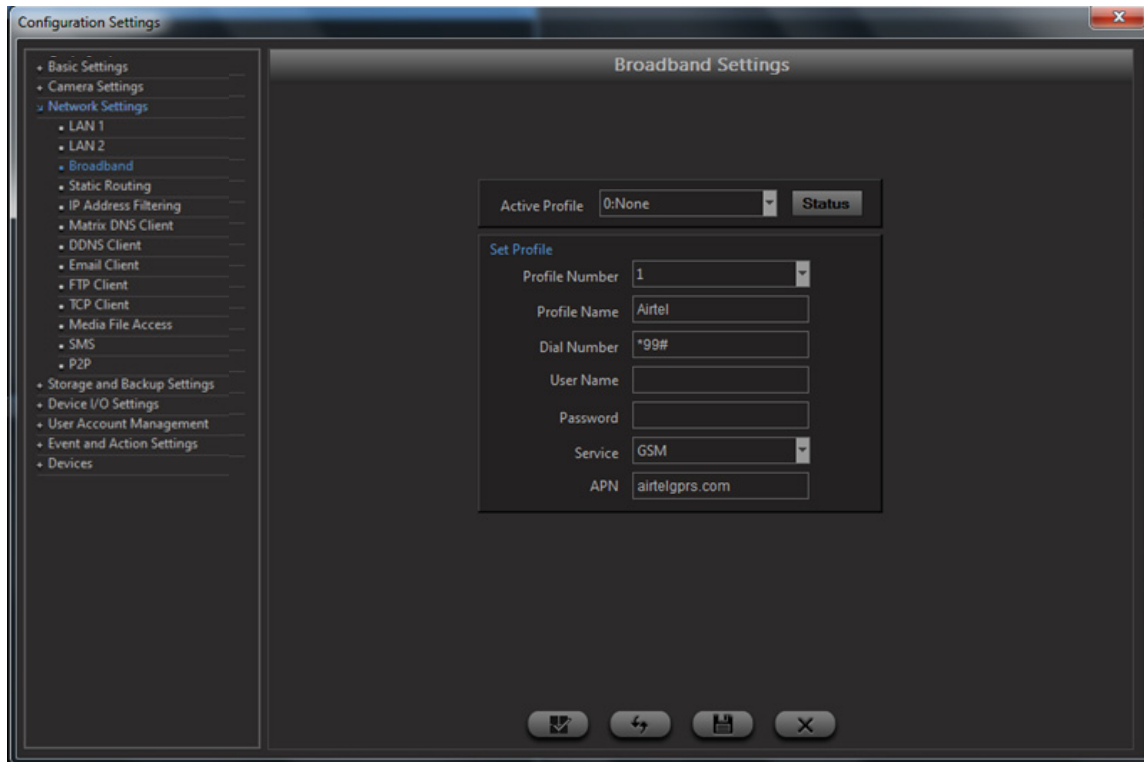 Configuration Settings
Basic Settings
Camera Settings
Network Settings
LAN 1
LAN 2
Broadband
Static Routing
IP Address Filtering
Matrix DNS Client
DDNS Client
Email Client
FTP Client
TCP Client
Media File Access
SMS
P2P
Storage and Backup Settings
Device I/O Settings
User Account Management
Event and Action Settings
Devices
Broadband Settings
Active Profile 0:None Status
Set Profile
Profile Number 1
Profile Name Airtel
Dial Number *99#
User Name
Password
Service GSM
APN airtelgprs.com